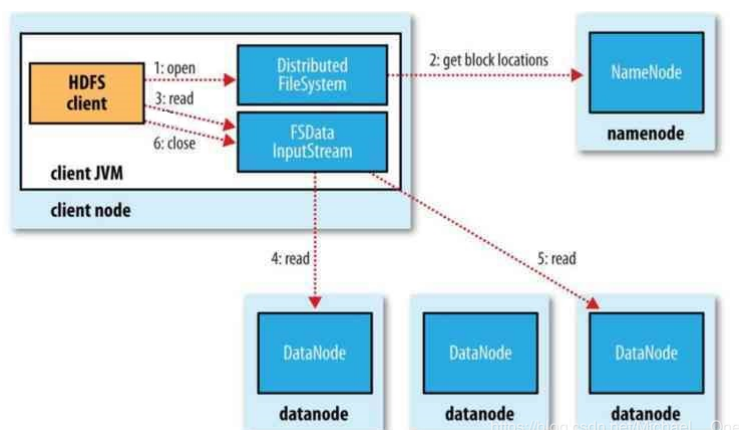 HDFS
client
1: open
3: read
6: close
Distributed
FileSystem
FSData
InputStream
2: get block locations
NameNode
namenode
client JVM
client node
4: read
5: read
DataNode
DataNode
DataNode
datanode
datanode
datanode